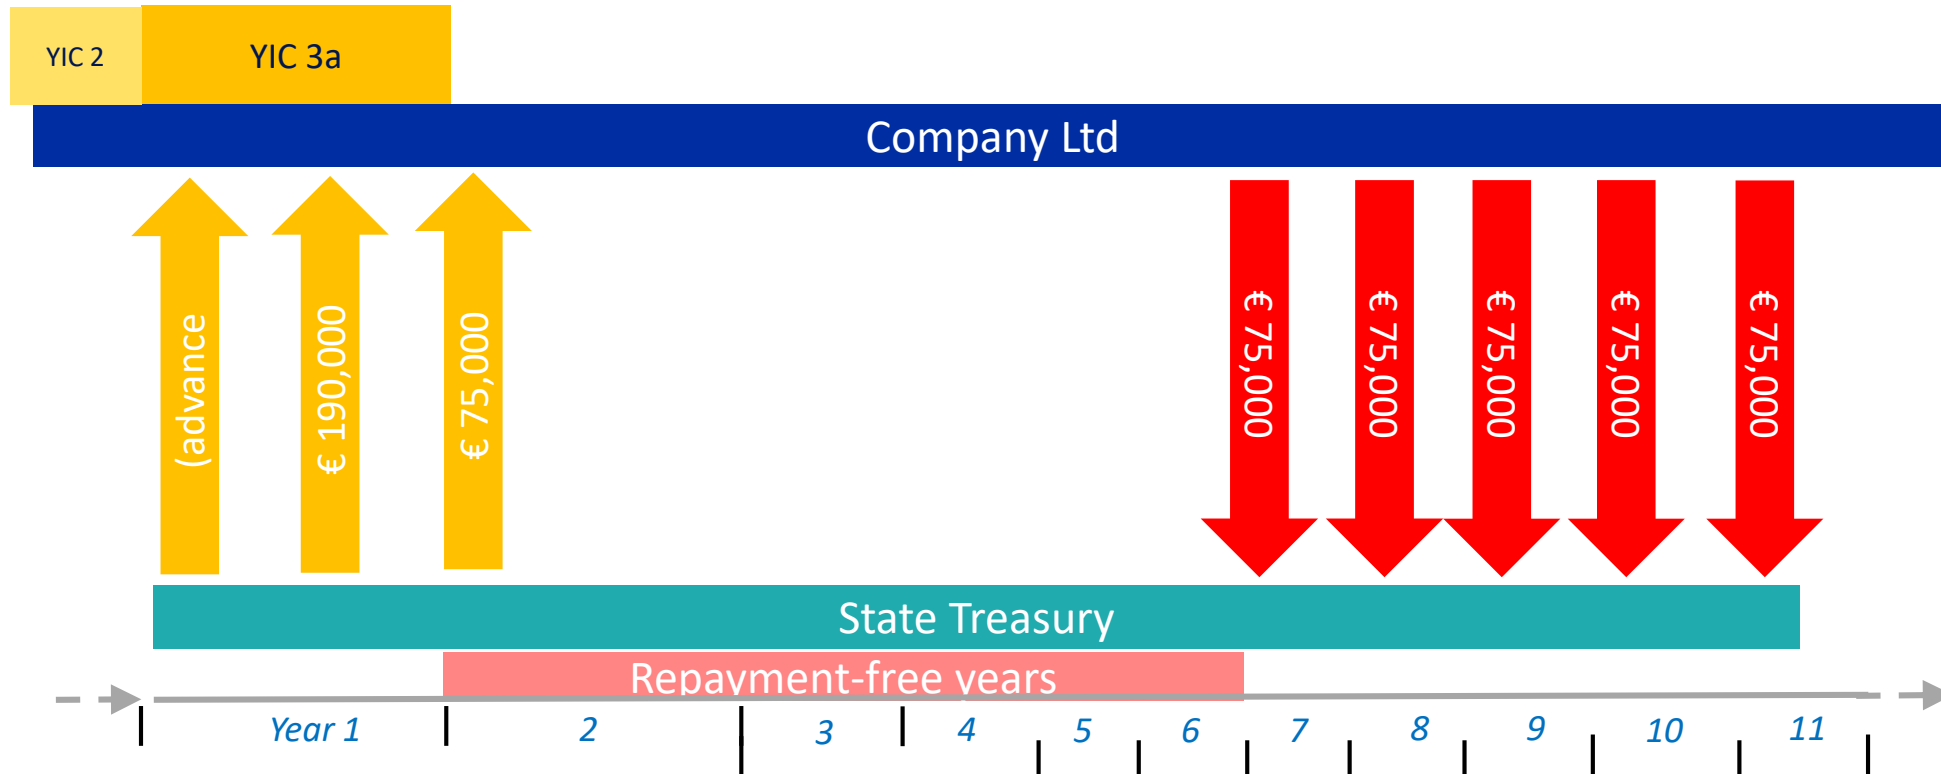 YIC 2
YIC 3a
Company Ltd
(advance
€ 190,000
€ 75,000
€ 75,000
€ 75,000
€ 75,000
€ 75,000
€ 75,000
State Treasury
Repayment-free years
Year 1
2
3
4
5
6
7
8
9
10
11